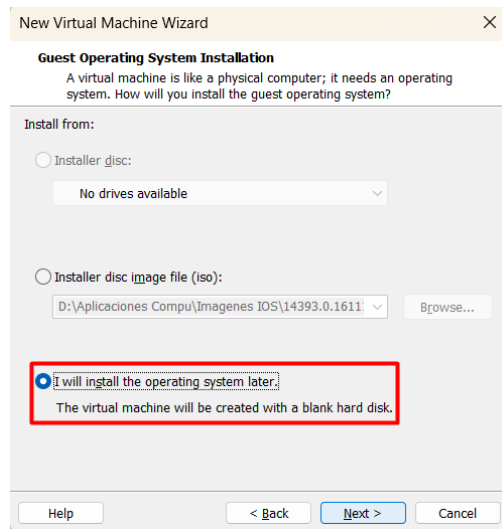 New Virtual Machine Wizard
Guest Operating System Installation
A virtual machine is like a physical computer; it needs an operating
system. How will you install the guest operating system?
Install from:
Installer disc:
No drives available
Installer disc image file (iso):
D:\Aplicaciones Compu\Imagenes IOS\14393.0.1611
Browse...
I will install the operating system later.
The virtual machine will be created with a blank hard disk.
Help
< Back
Next >
Cancel